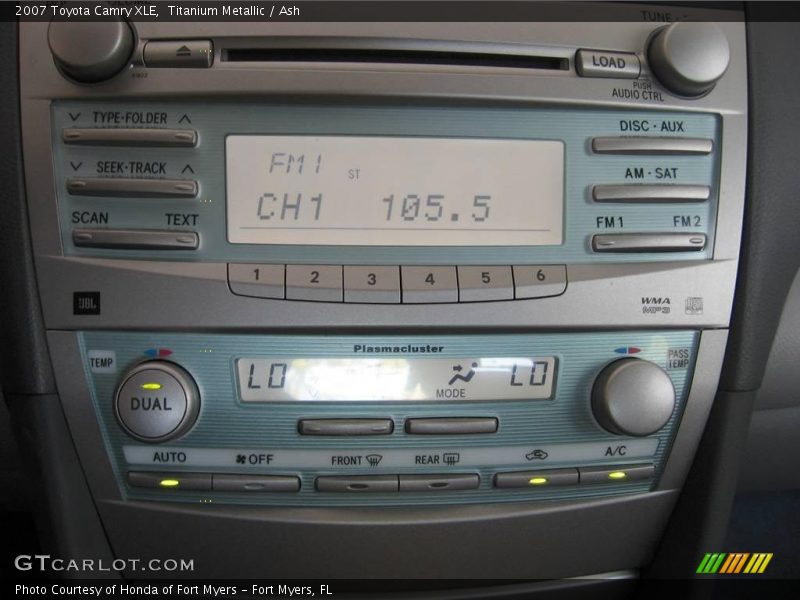 2007 Toyota Camry XLE,  Titanium Metallic / Ash
TUNE
LOAD
PUSH
AUDIO CTRL
TYPE·FOLDER
DISC · AUX
FM1
ST
SEEK·TRACK
AM · SAT
CH1 105.5
SCAN TEXT
FM1 FM2
1 2 3 4 5 6
JBL
WMA
MP3
Plasmacluster
TEMP
PASS
TEMP
LO
LO
MODE
DUAL
AUTO OFF FRONT REAR A/C
GTCARLOT.COM
Photo Courtesy of Honda of Fort Myers – Fort Myers, FL